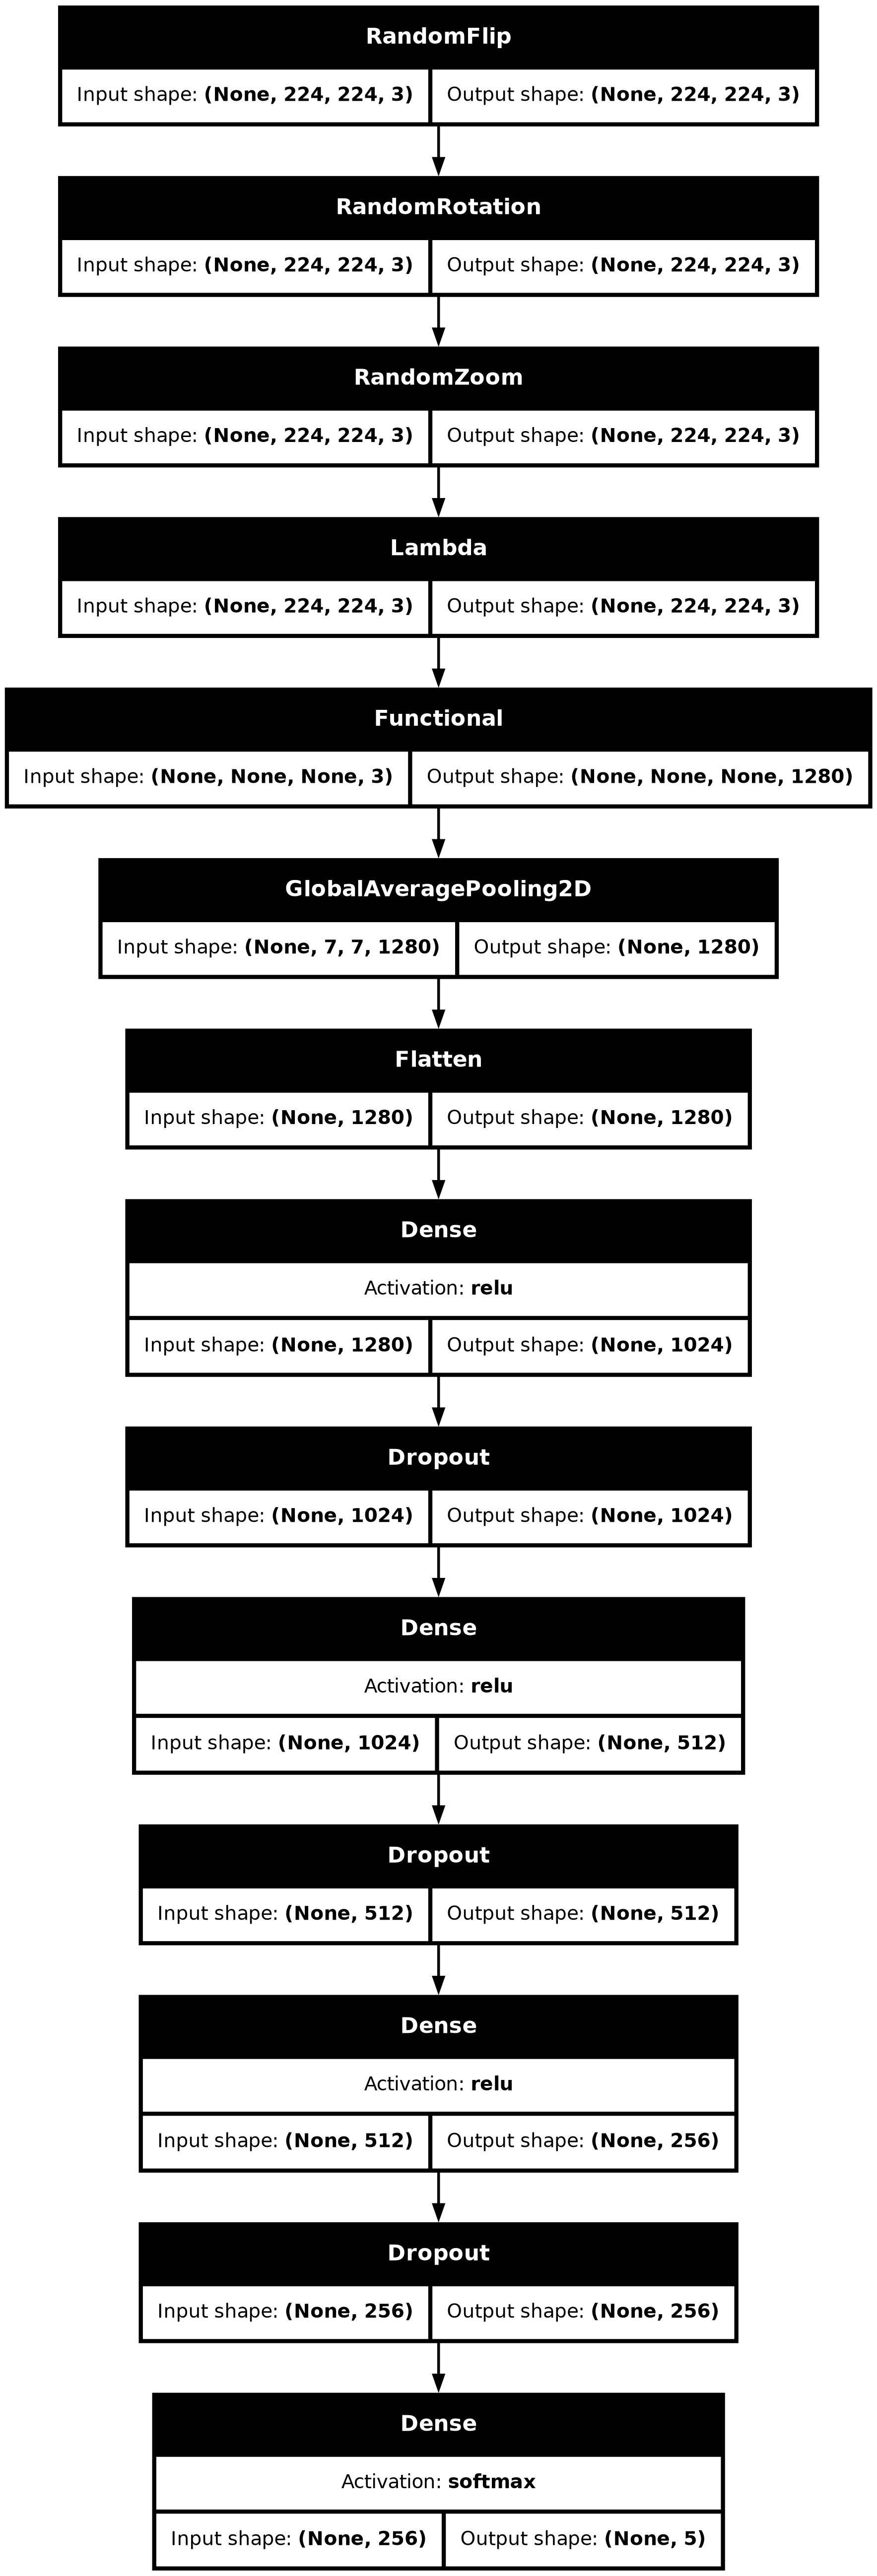 RandomFlip
Input shape: (None, 224, 224, 3) Output shape: (None, 224, 224, 3)
RandomRotation
Input shape: (None, 224, 224, 3) Output shape: (None, 224, 224, 3)
RandomZoom
Input shape: (None, 224, 224, 3) Output shape: (None, 224, 224, 3)
Lambda
Input shape: (None, 224, 224, 3) Output shape: (None, 224, 224, 3)
Functional
Input shape: (None, None, None, 3) Output shape: (None, None, None, 1280)
GlobalAveragePooling2D
Input shape: (None, 7, 7, 1280) Output shape: (None, 1280)
Flatten
Input shape: (None, 1280) Output shape: (None, 1280)
Dense
Activation: relu
Input shape: (None, 1280) Output shape: (None, 1024)
Dropout
Input shape: (None, 1024) Output shape: (None, 1024)
Dense
Activation: relu
Input shape: (None, 1024) Output shape: (None, 512)
Dropout
Input shape: (None, 512) Output shape: (None, 512)
Dense
Activation: relu
Input shape: (None, 512) Output shape: (None, 256)
Dropout
Input shape: (None, 256) Output shape: (None, 256)
Dense
Activation: softmax
Input shape: (None, 256) Output shape: (None, 5)